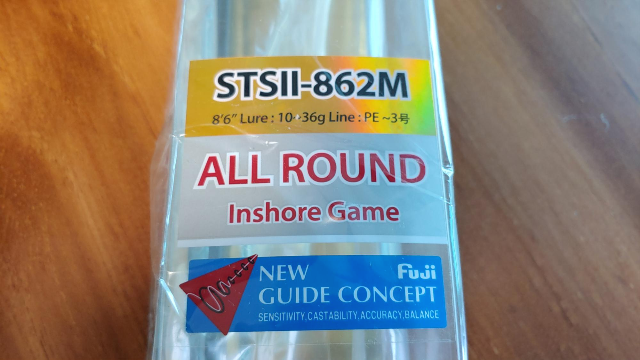 STSII-862M
8'6" Lure : 10~36g Line : PE ~3号
ALL ROUND
Inshore Game
NEW Fuji
GUIDE CONCEPT
SENSITIVITY, CASTABILITY, ACCURACY, BALANCE